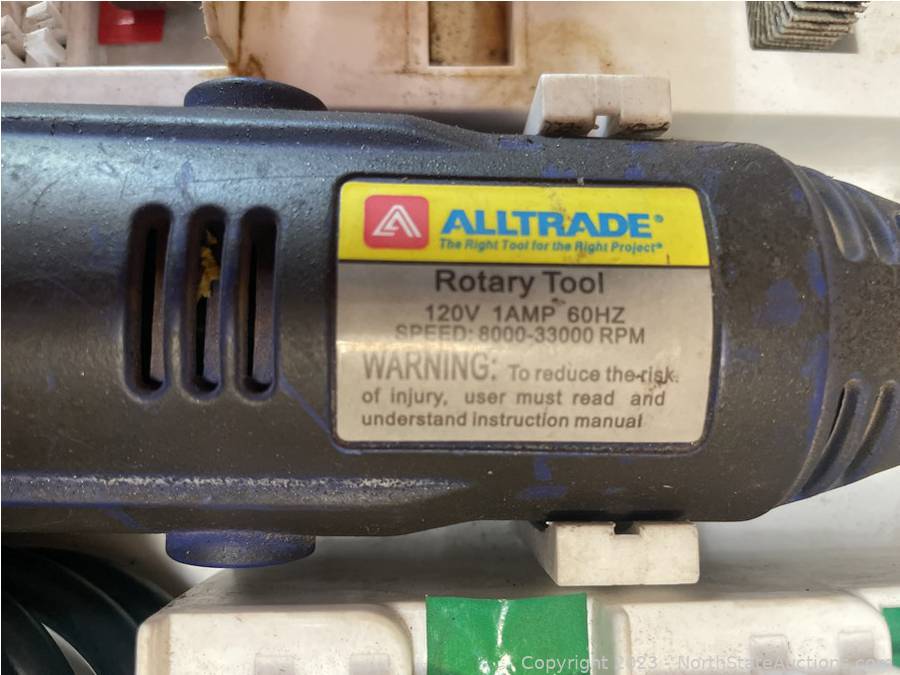 ALLTRADE®
The Right Tool for the Right Project®
Rotary Tool
120V 1AMP 60HZ
SPEED: 8000-33000 RPM
WARNING: To reduce the risk
of injury, user must read and
understand instruction manual
Copyright 2023 - NorthStateAuctions.com